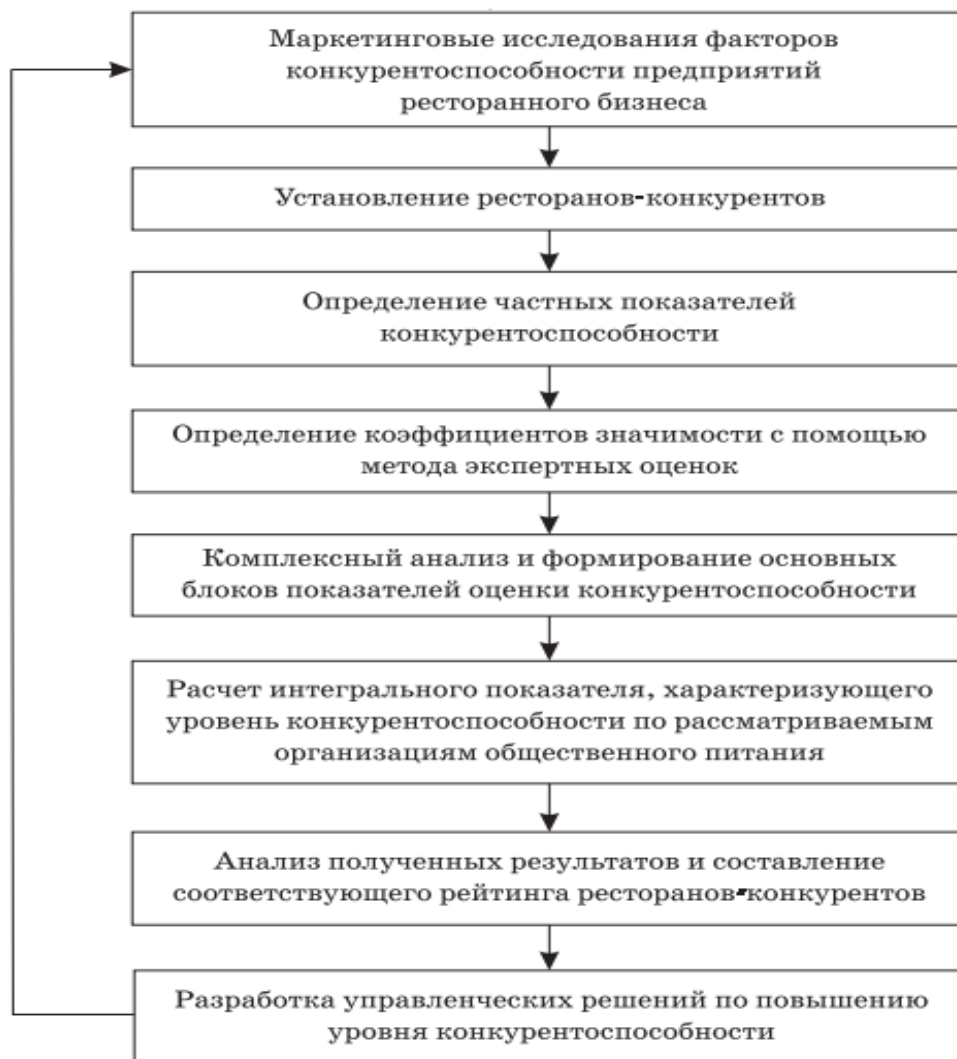 Маркетинговые исследования факторов
конкурентоспособности предприятий
ресторанного бизнеса
Установление ресторанов-конкурентов
Определение частных показателей
конкурентоспособности
Определение коэффициентов значимости с помощью
метода экспертных оценок
Комплексный анализ и формирование основных
блоков показателей оценки конкурентоспособности
Расчет интегрального показателя, характеризующего
уровень конкурентоспособности по рассматриваемым
организациям общественного питания
Анализ полученных результатов и составление
соответствующего рейтинга ресторанов-конкурентов
Разработка управленческих решений по повышению
уровня конкурентоспособности